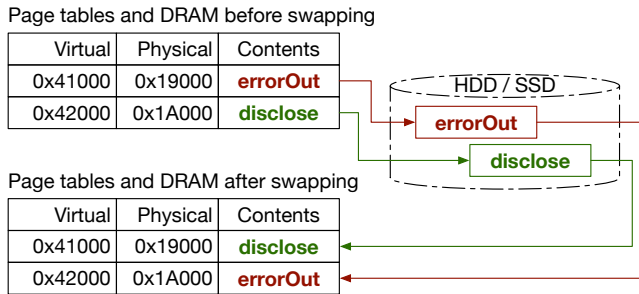 Page tables and DRAM before swapping
Virtual Physical Contents
0x41000 0x19000 errorOut
0x42000 0x1A000 disclose
HDD / SSD
errorOut
disclose
Page tables and DRAM after swapping
Virtual Physical Contents
0x41000 0x19000 disclose
0x42000 0x1A000 errorOut